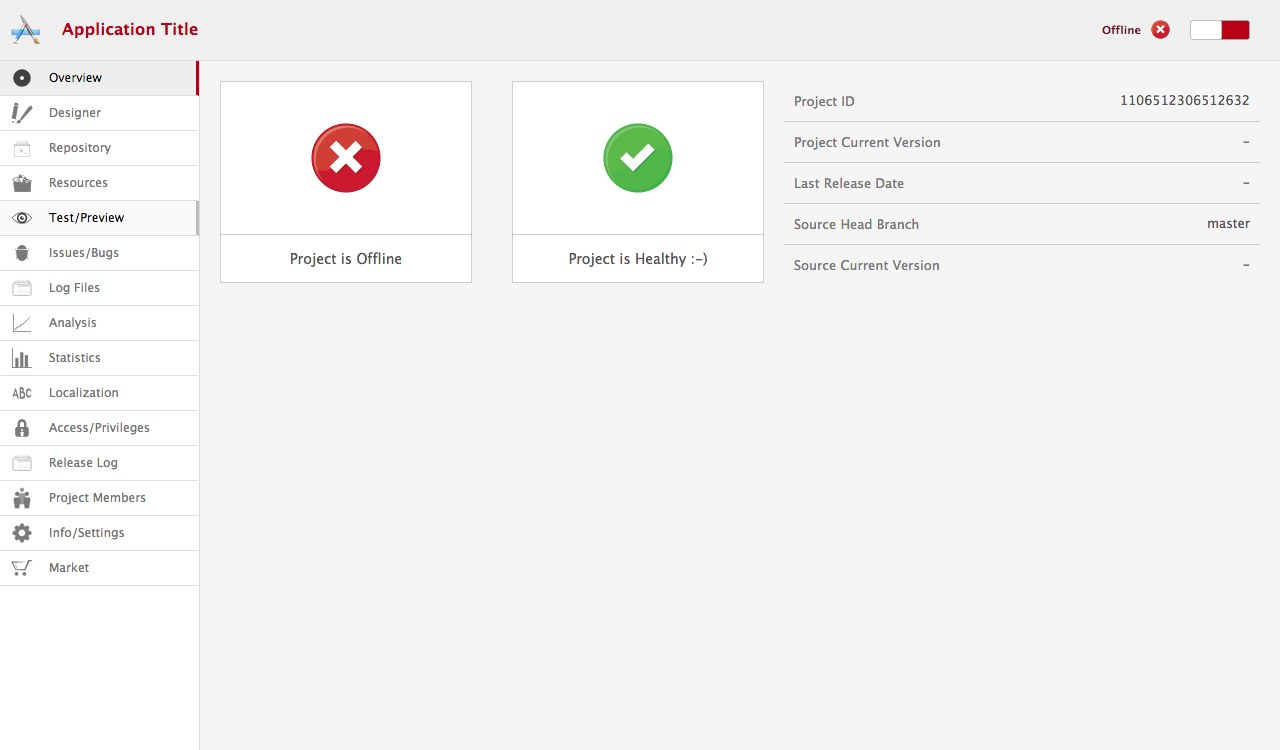 Application Title
Offline
Overview
Designer
Repository
Resources
Test/Preview
Issues/Bugs
Log Files
Analysis
Statistics
ABC Localization
Access/Privileges
Release Log
Project Members
Info/Settings
Market
Project is Offline
Project is Healthy :-)
Project ID 1106512306512632
Project Current Version –
Last Release Date –
Source Head Branch master
Source Current Version –